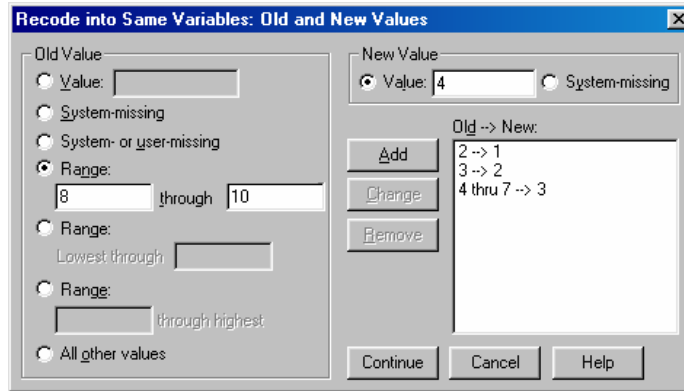 Recode into Same Variables: Old and New Values
Old Value
Value:
System-missing
System- or user-missing
Range:
8 through 10
Range:
Lowest through
Range:
through highest
All other values
New Value
Value: 4 System-missing
Old --> New:
Add
Change
Remove
2 --> 1
3 --> 2
4 thru 7 --> 3
Continue Cancel Help